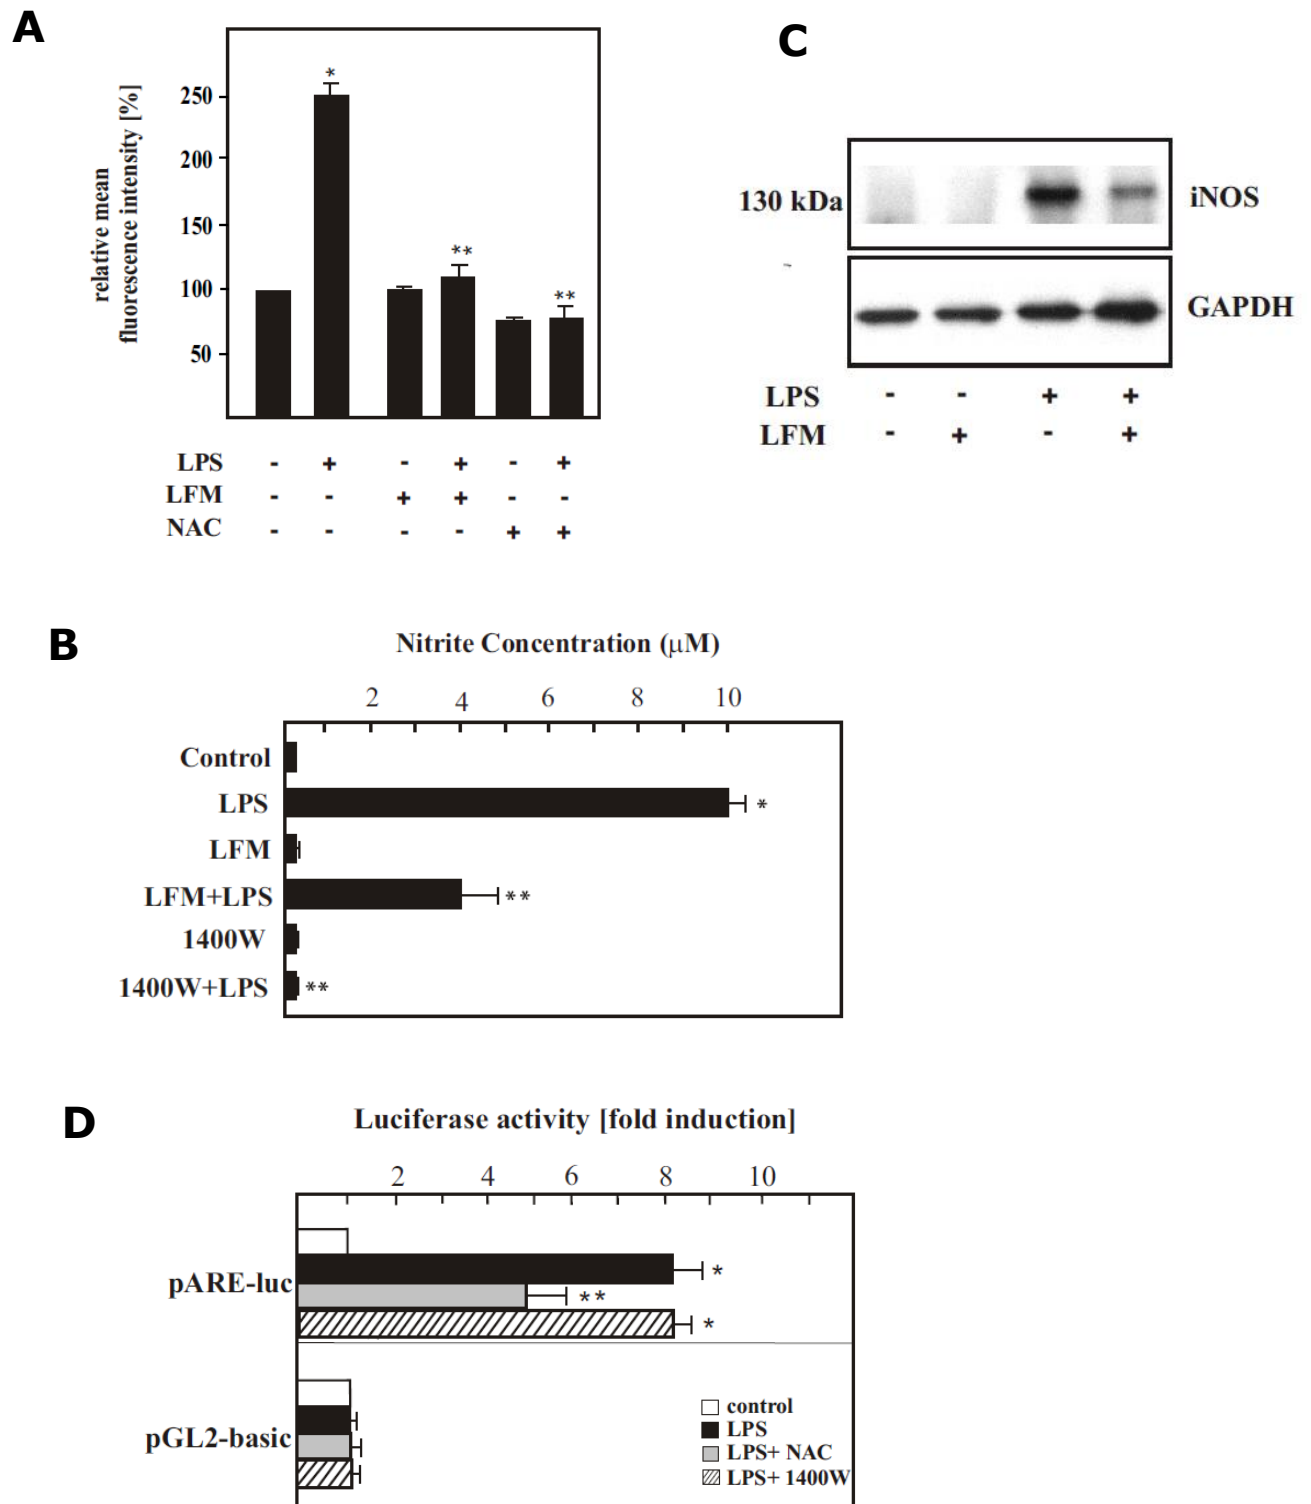 A
relative mean
fluorescence intensity [%]
250
200
150
100
50
*
**
**
LPS - + - + - +
LFM - - + + - -
NAC - - - - + +
C
130 kDa
iNOS
GAPDH
LPS - - + +
LFM - + - +
B
Nitrite Concentration (μM)
2 4 6 8 10
Control
LPS *
LFM
LFM+LPS **
1400W
1400W+LPS **
D
Luciferase activity [fold induction]
2 4 6 8 10
pARE-luc
*
**
*
pGL2-basic
control
LPS
LPS+ NAC
LPS+ 1400W